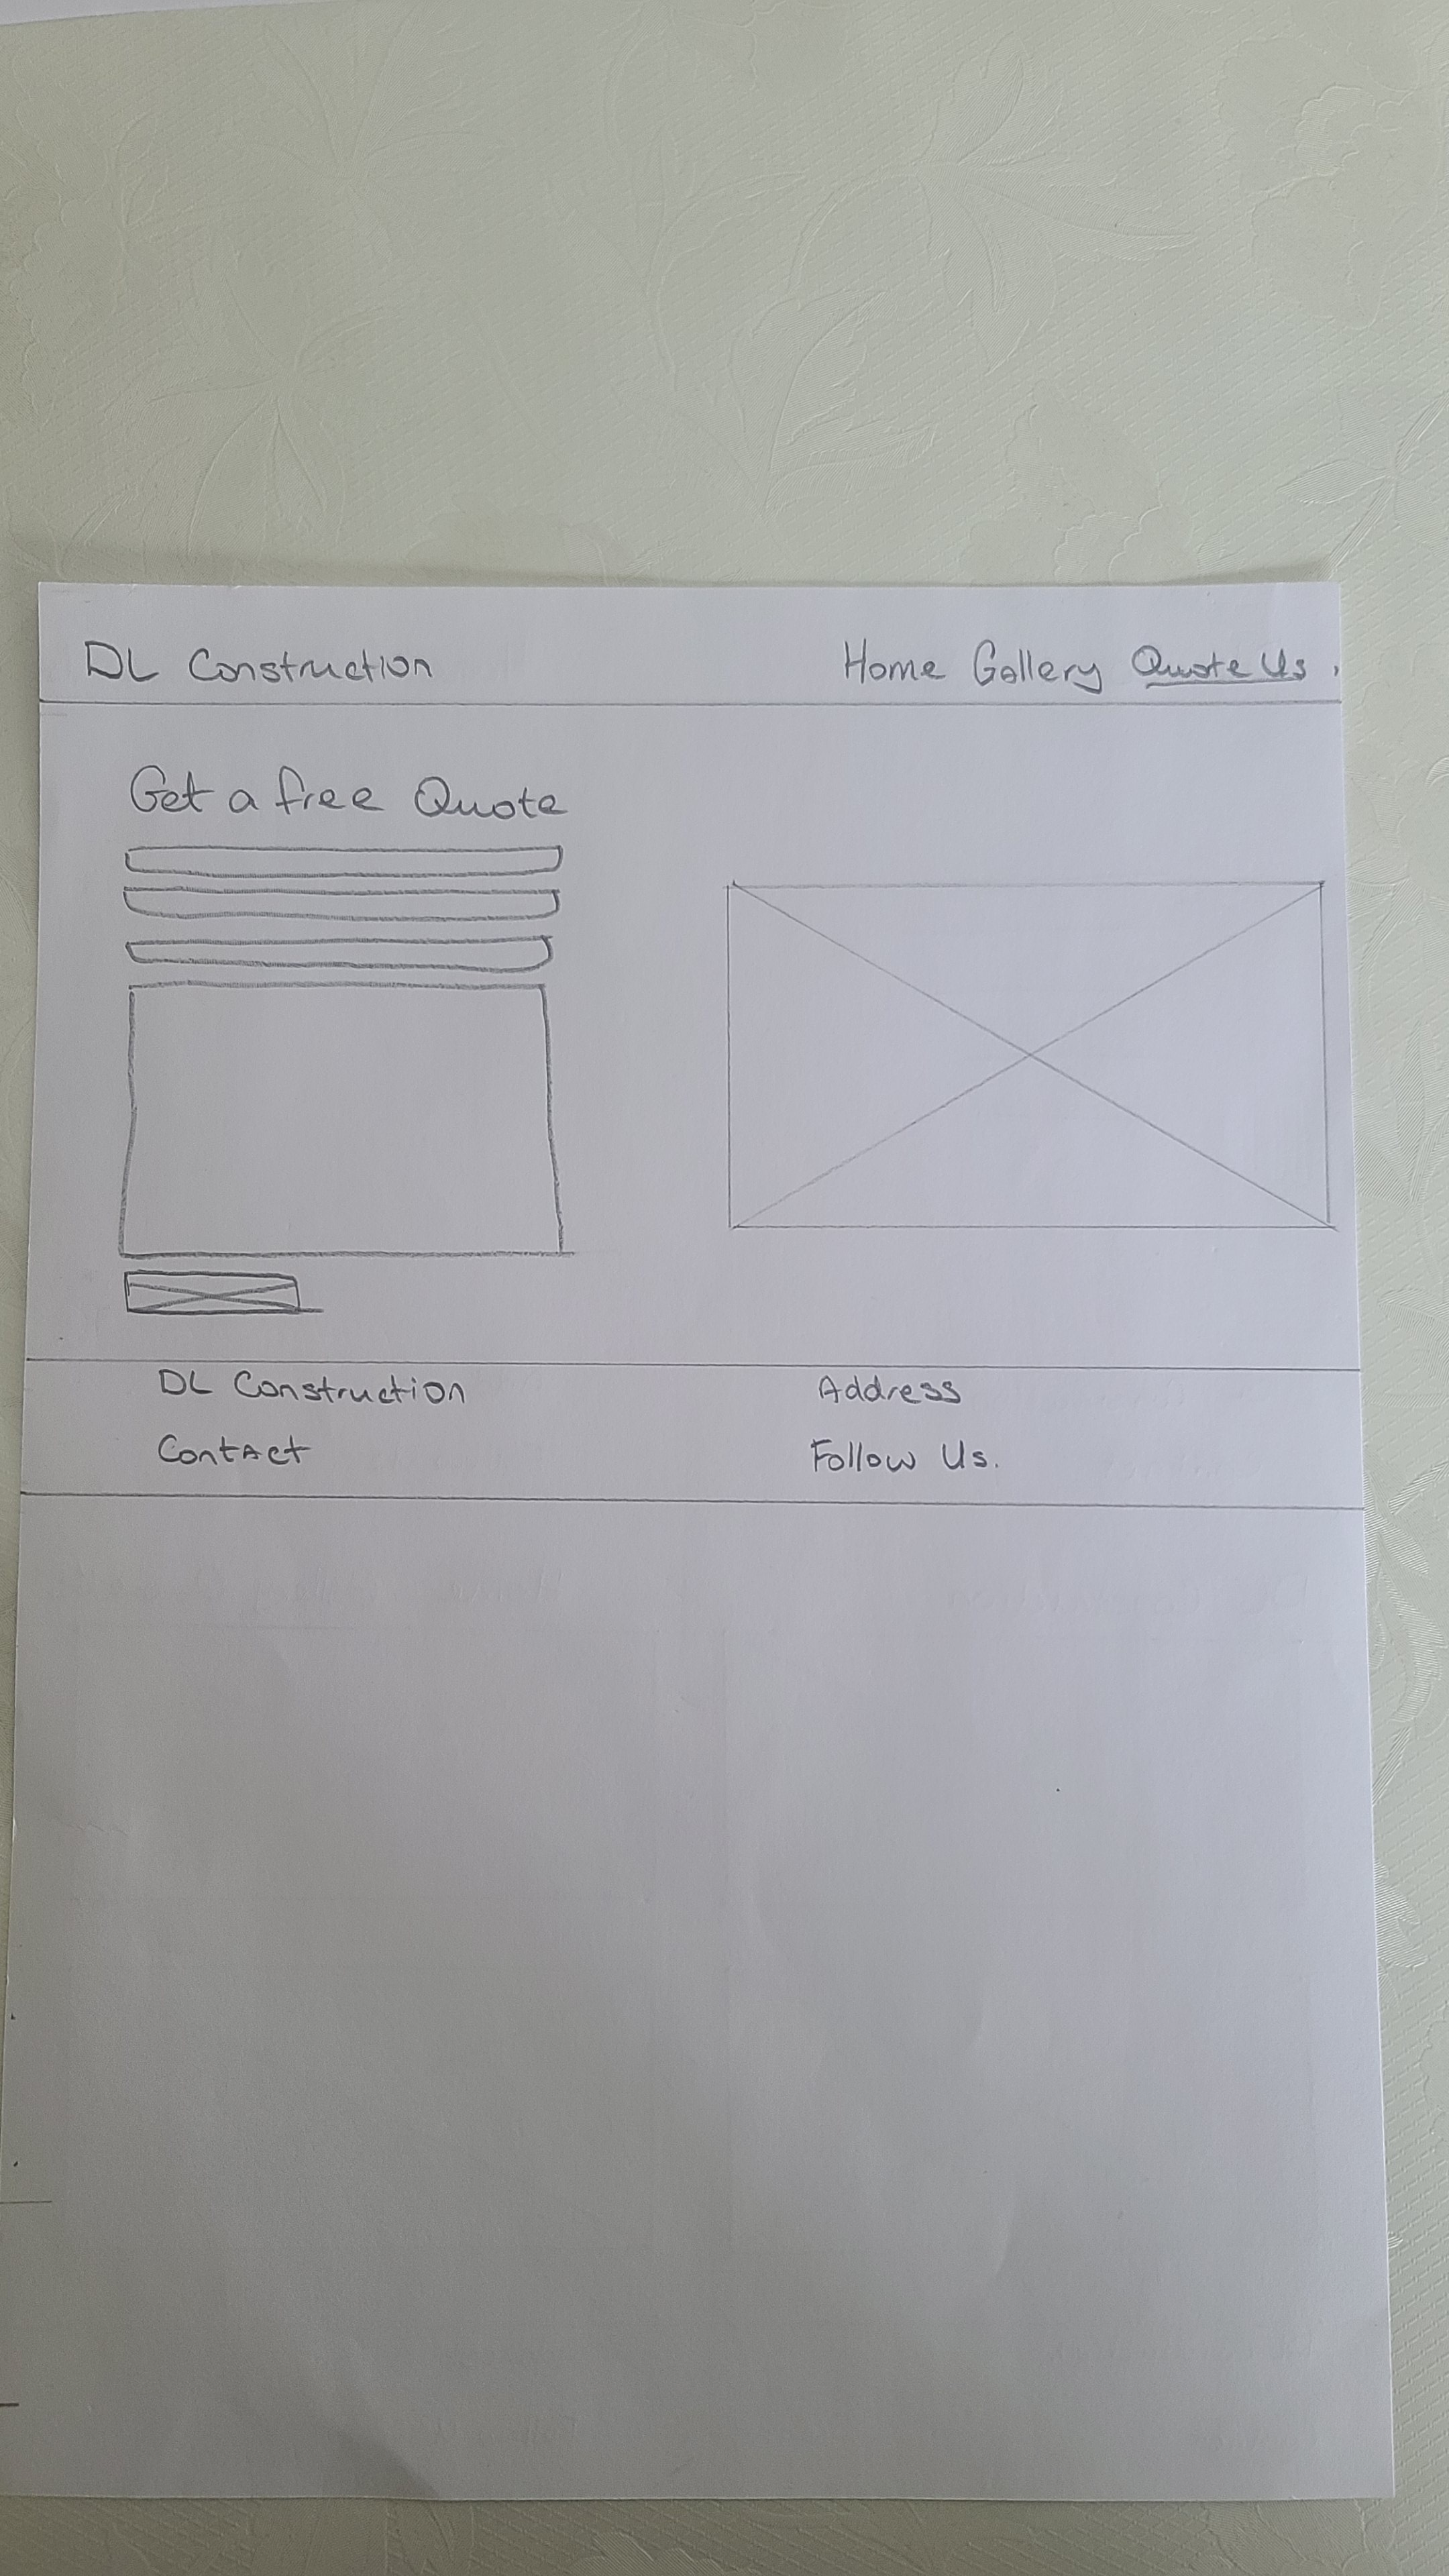 DL Construction Home Gallery Quote Us.
Get a free Quote
DL Construction Address
Contact Follow Us.